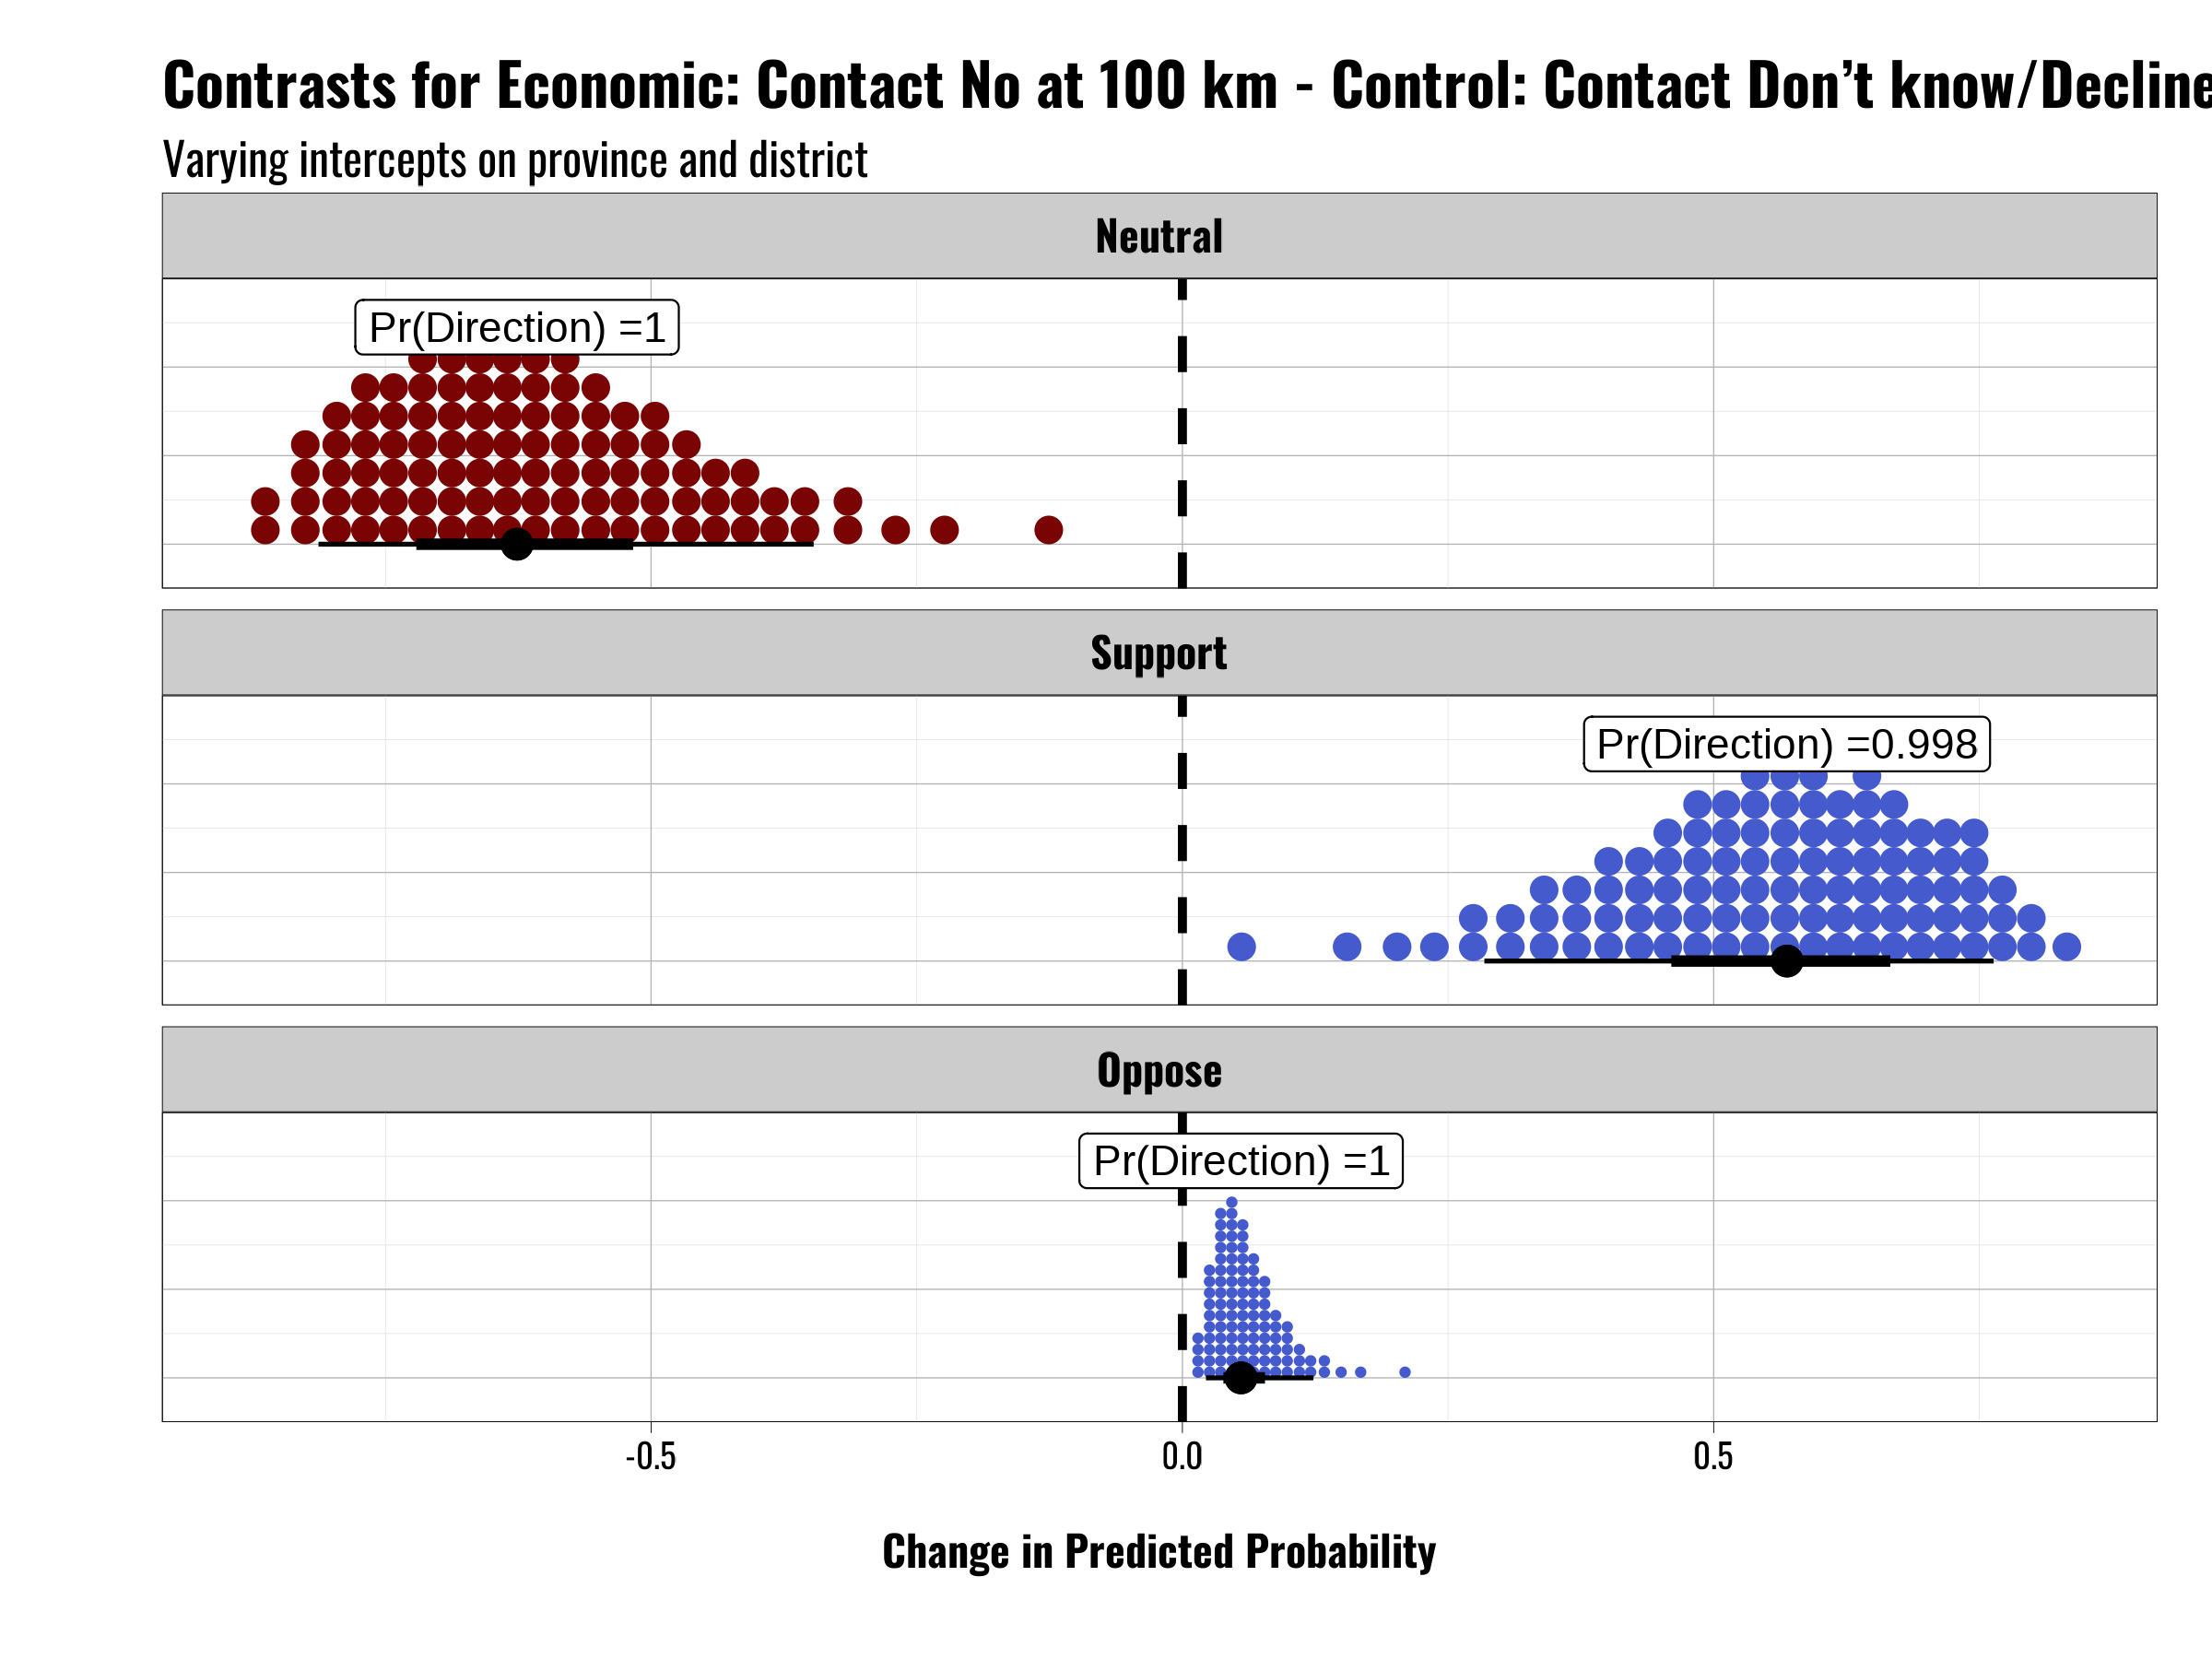 Contrasts for Economic: Contact No at 100 km - Control: Contact Don’t know/Decline
Varying intercepts on province and district
Neutral
Pr(Direction) =1
Support
Pr(Direction) =0.998
Oppose
Pr(Direction) =1
-0.5 0.0 0.5
Change in Predicted Probability